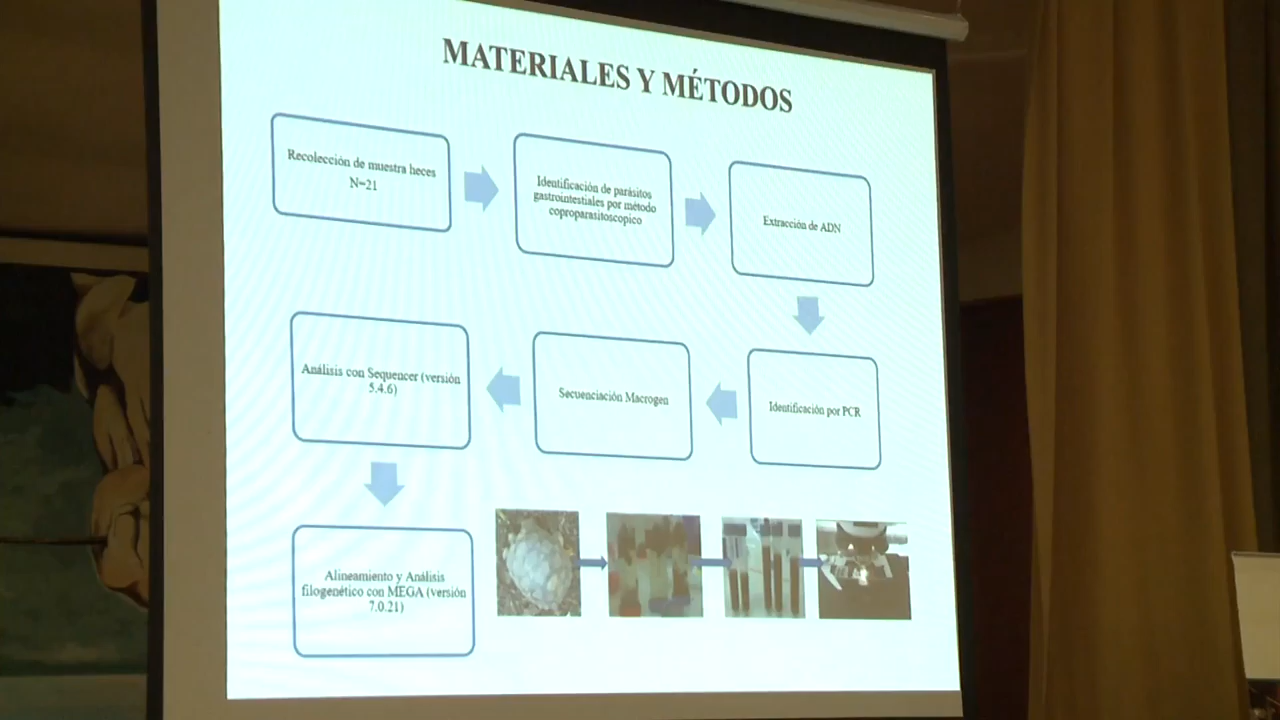 MATERIALES Y MÉTODOS
Recolección de muestra heces
N=21
Identificación de parásitos
gastrointestiales por método
coproparasitoscopico
Extracción de ADN
Identificación por PCR
Secuenciación Macrogen
Análisis con Sequencer (versión
5.4.6)
Alineamiento y Análisis
filogenético con MEGA (versión
7.0.21)